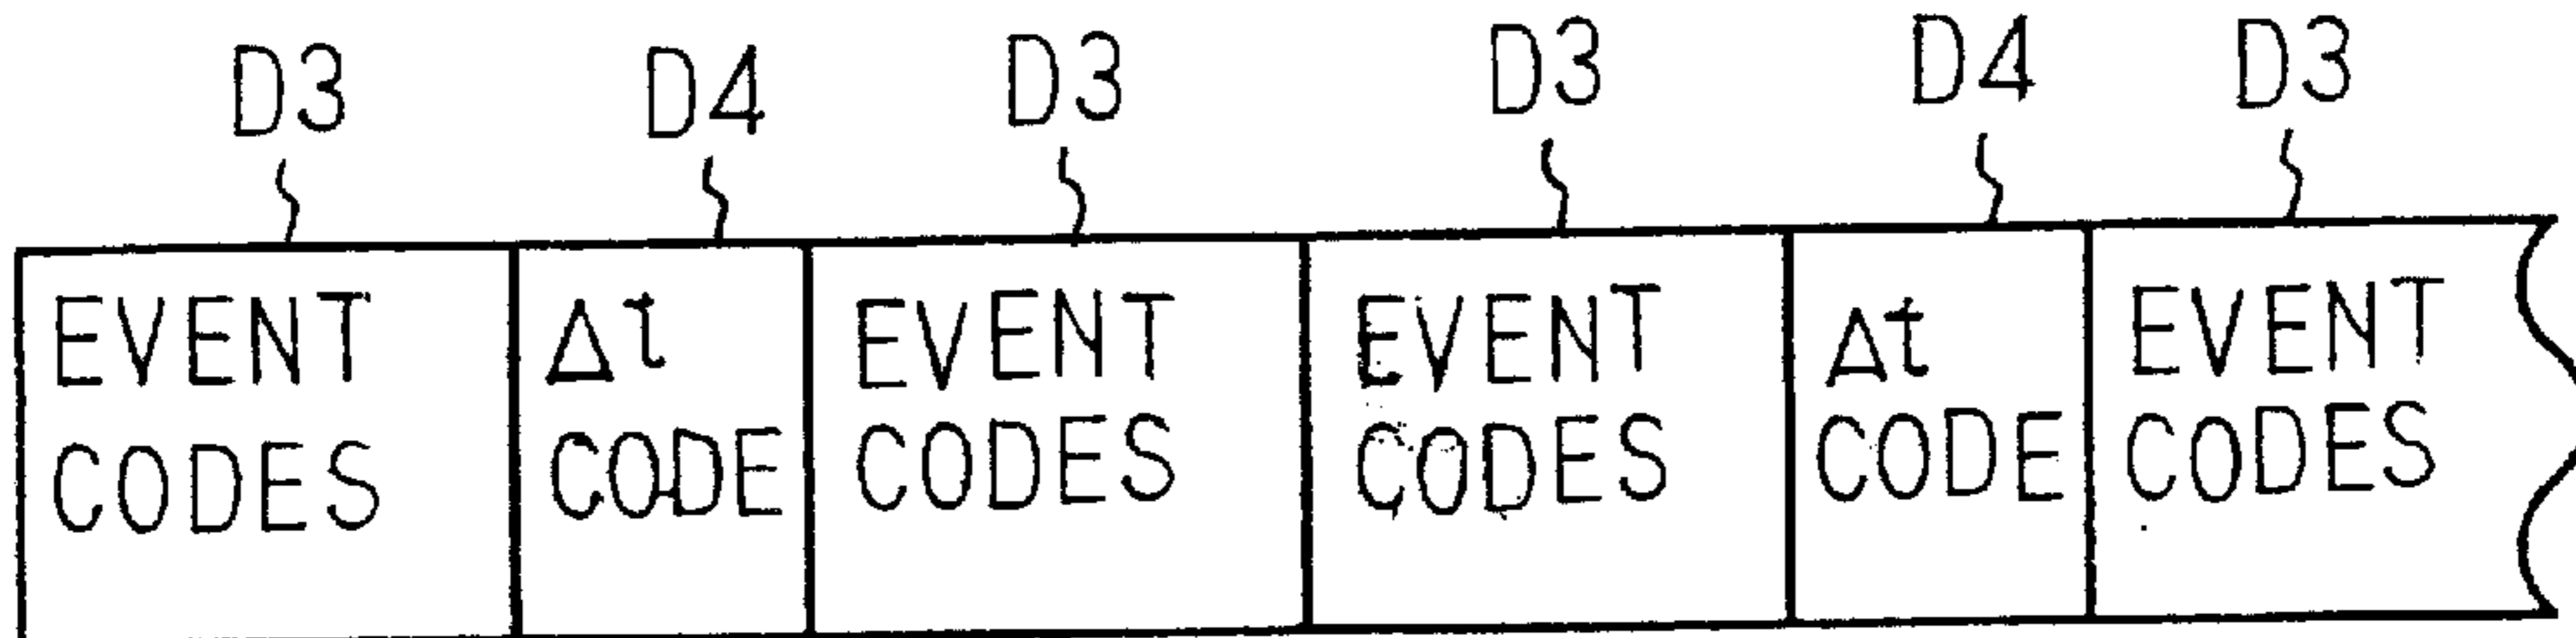 D3 D4 D3 D3 D4 D3
EVENT Δt EVENT EVENT Δt EVENT
CODES CODE CODES CODES CODE CODES